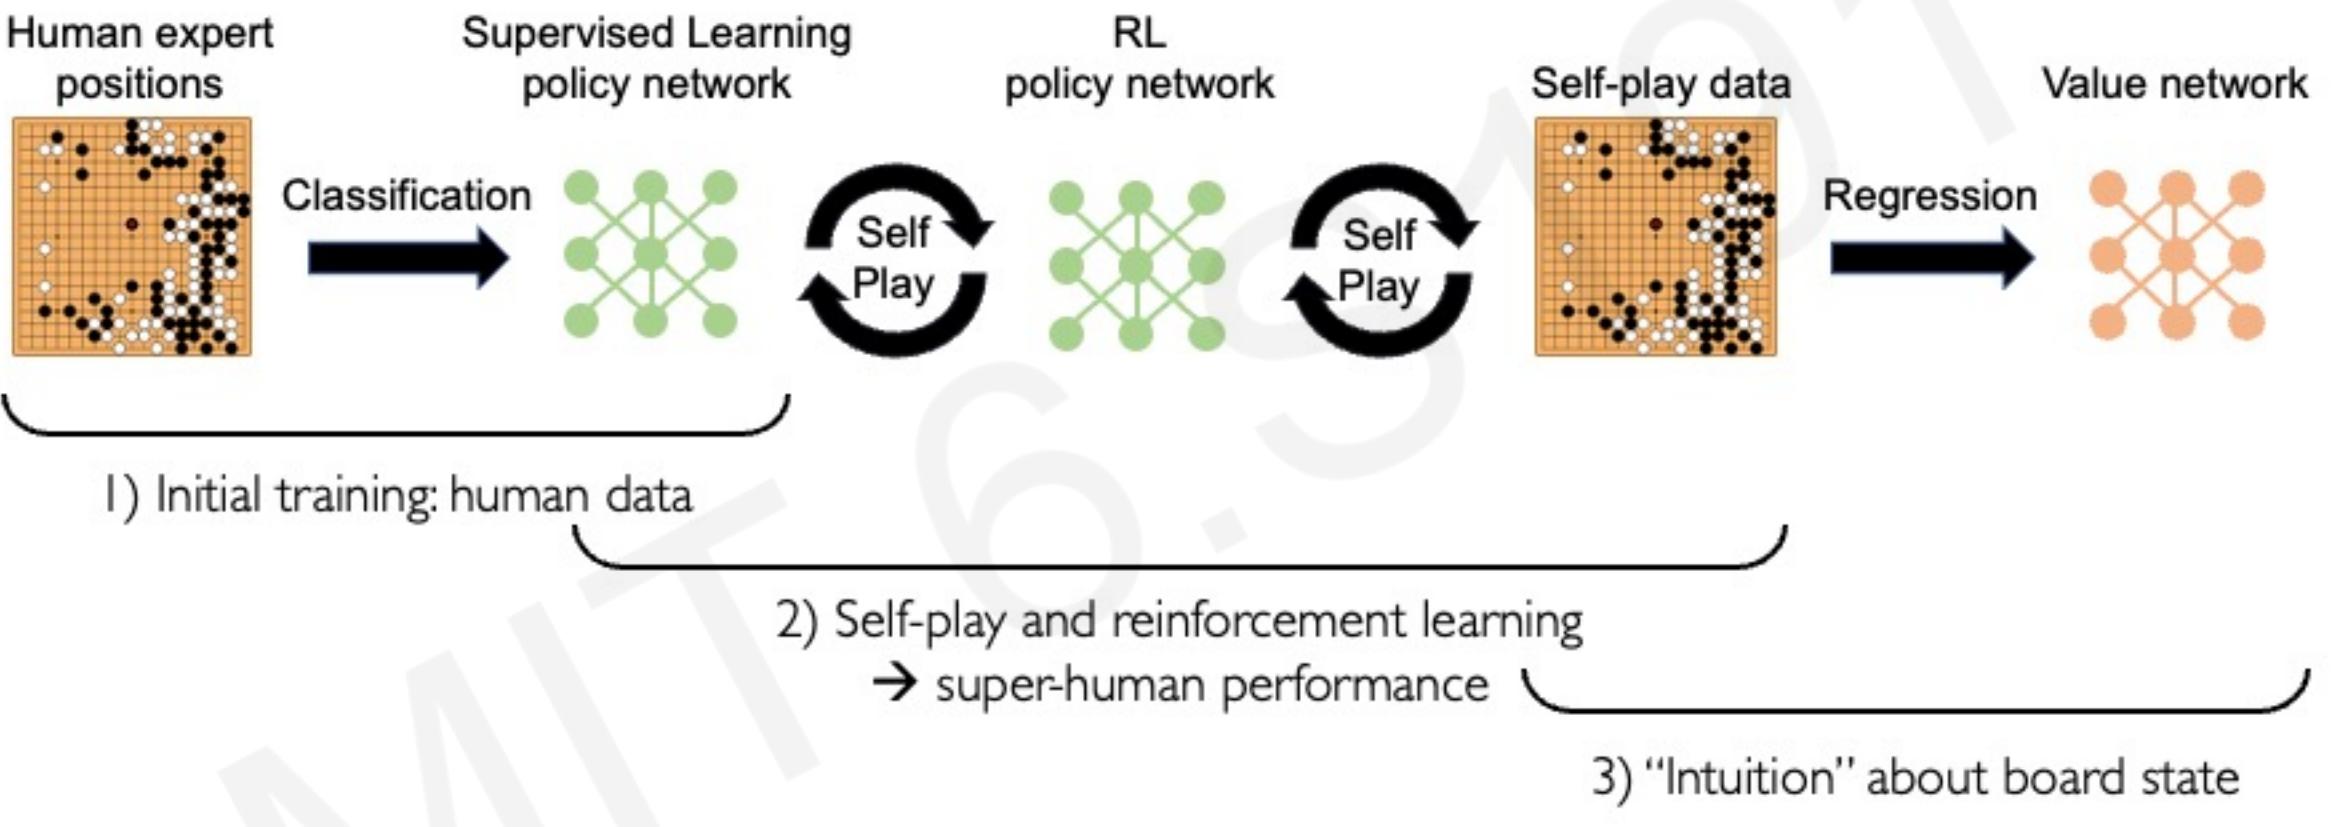 Human expert
positions
Supervised Learning
policy network
RL
policy network
Self-play data
Value network
Classification
Self
Play
Self
Play
Regression
1) Initial training: human data
2) Self-play and reinforcement learning
→ super-human performance
3) “Intuition” about board state
MIT 6.S191